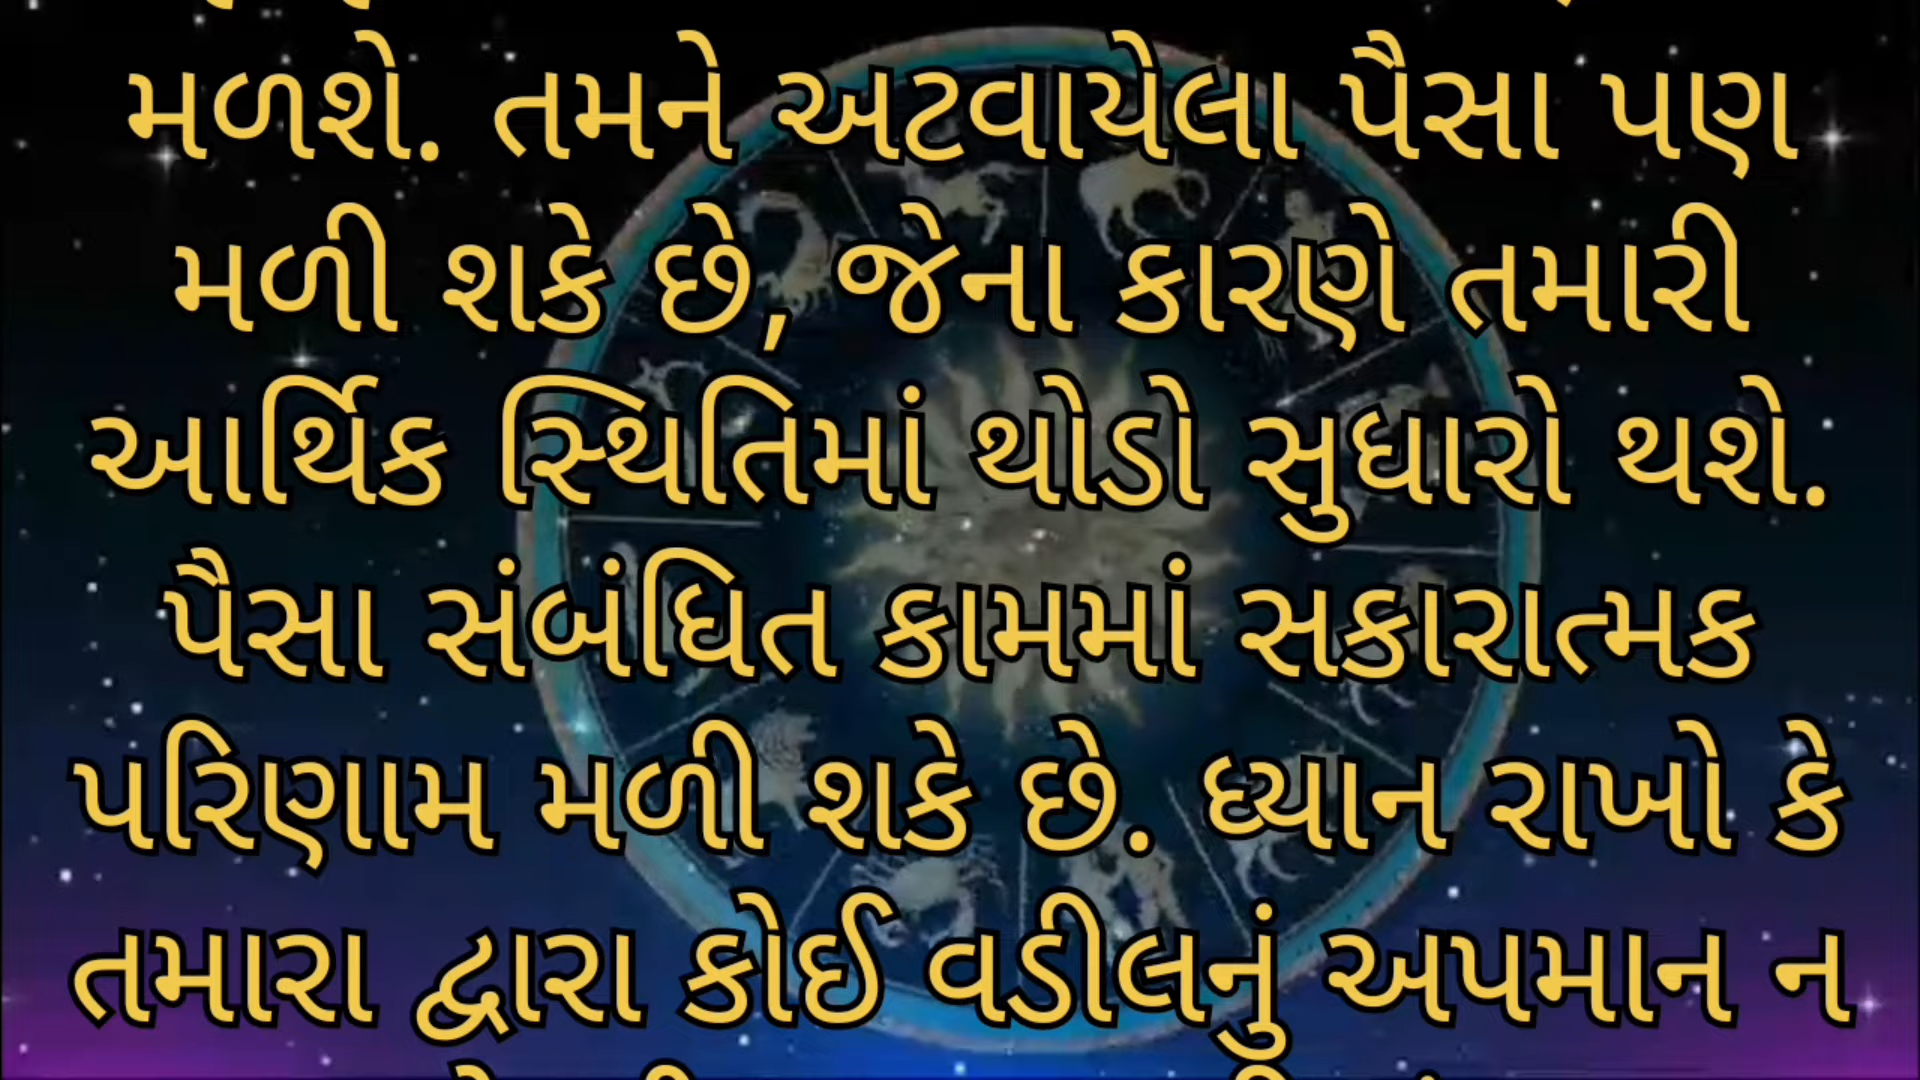 મળશે. તમને અટવાયેલા પૈસા પણ
મળી શકે છે, જેના કારણે તમારી
આર્થિક સ્થિતિમાં થોડો સુધારો થશે.
પૈસા સંબંધિત કામમાં સકારાત્મક
પરિણામ મળી શકે છે. ધ્યાન રાખો કે
તમારા દ્વારા કોઈ વડીલનું અપમાન ન